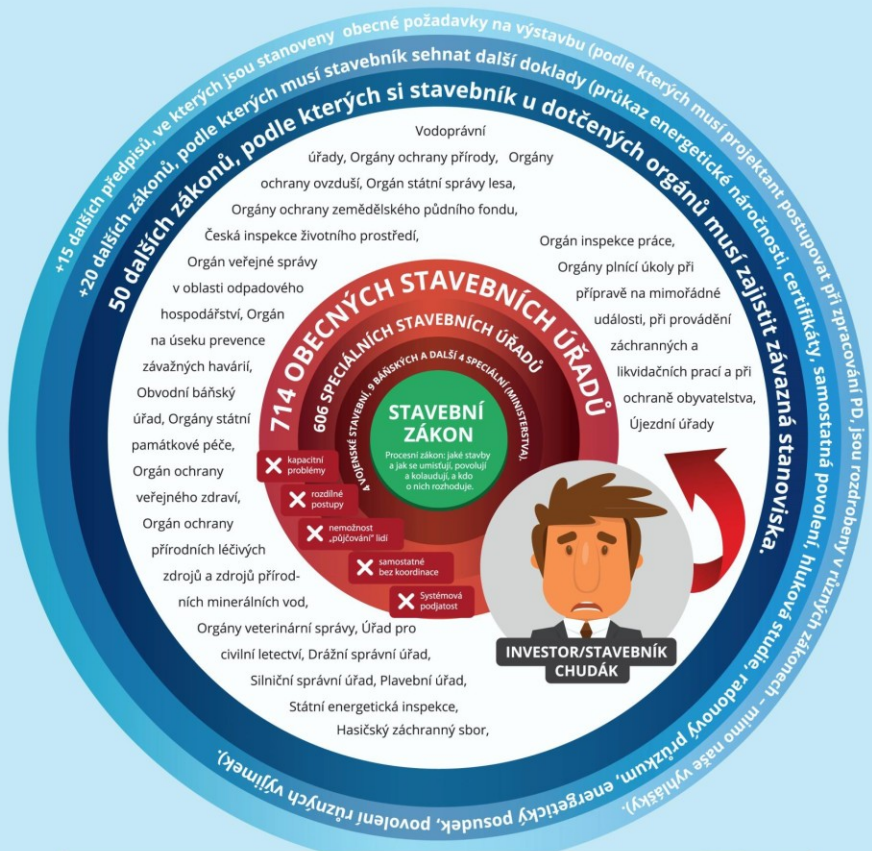 +15 dalších předpisů, ve kterých jsou stanoveny obecné požadavky na výstavbu (podle kterých musí projektant postupovat při zpracování PD, jsou rozdrobeny v různých zákonech – mimo naše vyhlášky).
+20 dalších zákonů, podle kterých musí stavebník sehnat další doklady (průkaz energetické náročnosti, certifikáty, samostatná povolení, hluková studie, radonový průzkum, energetický posudek, povolení různých výjimek).
50 dalších zákonů, podle kterých si stavebník u dotčených orgánů musí zajistit závazná stanoviska.
Vodoprávní
úřady, Orgány ochrany přírody, Orgány
ochrany ovzduší, Orgán státní správy lesa,
Orgány ochrany zemědělského půdního fondu,
Česká inspekce životního prostředí,
Orgán veřejné správy
v oblasti odpadového
hospodářství, Orgán
na úseku prevence
závažných havárií,
Obvodní báňský
úřad, Orgány státní
památkové péče,
Orgán ochrany
veřejného zdraví,
Orgán ochrany
přírodních léčivých
zdrojů a zdrojů přírod-
ních minerálních vod,
Orgány veterinární správy, Úřad pro
civilní letectví, Drážní správní úřad,
Silniční správní úřad, Plavební úřad,
Státní energetická inspekce,
Hasičský záchranný sbor,
Orgán inspekce práce,
Orgány plnící úkoly při
přípravě na mimořádné
události, při provádění
záchranných a
likvidačních prací a při
ochraně obyvatelstva,
Újezdní úřady
714 OBECNÝCH STAVEBNÍCH ÚŘADŮ
606 SPECIÁLNÍCH STAVEBNÍCH ÚŘADŮ
4 VOJENSKÉ STAVEBNÍ, 9 BÁŇSKÝCH A DALŠÍ 4 SPECIÁLNÍ (MINISTERSTVA),
STAVEBNÍ
ZÁKON
Procesní zákon: jaké stavby
a jak se umisťují, povolují
a kolaudují, a kdo
o nich rozhoduje.
kapacitní
problémy
rozdílné
postupy
nemožnost
„půjčování" lidí
samostatné
bez koordinace
Systémová
podjatost
INVESTOR/STAVEBNÍK
CHUDÁK